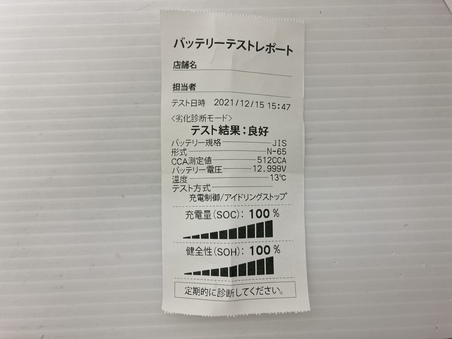 バッテリーテストレポート
店舗名
担当者
テスト日時 2021/12/15 15:47
<劣化診断モード>
テスト結果:良好
バッテリー規格 JIS
形式 N-65
CCA測定値 512CCA
バッテリー電圧 12.999V
温度 13℃
テスト方式
充電制御/アイドリングストップ
充電量(SOC): 100 %
健全性(SOH): 100 %
定期的に診断してください。